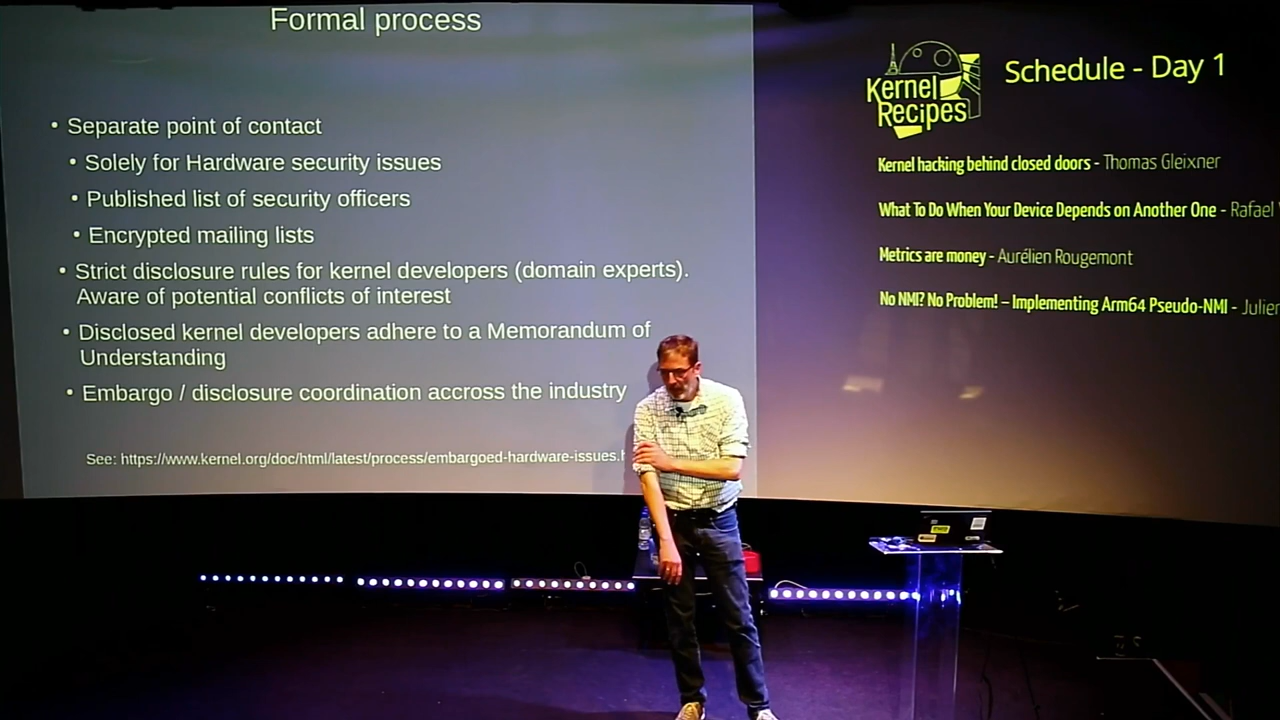 Formal process
• Separate point of contact
• Solely for Hardware security issues
• Published list of security officers
• Encrypted mailing lists
• Strict disclosure rules for kernel developers (domain experts).
Aware of potential conflicts of interest
• Disclosed kernel developers adhere to a Memorandum of
Understanding
• Embargo / disclosure coordination accross the industry
See: https://www.kernel.org/doc/html/latest/process/embargoed-hardware-issues.h
Kernel
Recipes
Schedule - Day 1
Kernel hacking behind closed doors - Thomas Gleixner
What To Do When Your Device Depends on Another One - Rafael
Metrics are money - Aurélien Rougemont
No NMI? No Problem! – Implementing Arm64 Pseudo-NMI - Julien